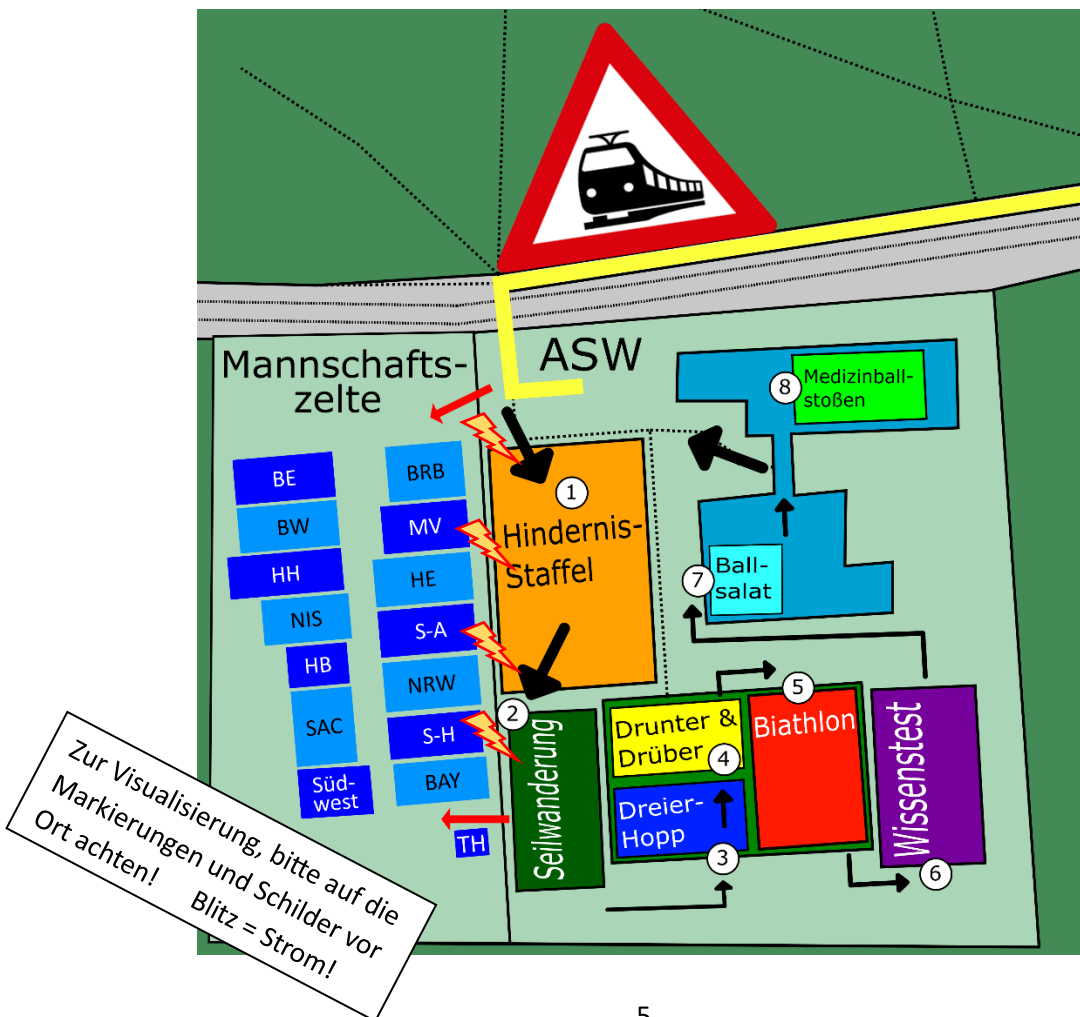 Mannschafts-
zelte
ASW
8
Medizinball-
stoßen
BE
BRB
BW
MV
HH
HE
NIS
S-A
HB
NRW
SAC
S-H
Süd-
west
BAY
TH
1
Hindernis-
Staffel
7
Ball-
salat
2
Seilwanderung
Drunter &
Drüber
4
Dreier-
Hopp
3
5
Biathlon
Wissenstest
6
Zur Visualisierung, bitte auf die
Markierungen und Schilder vor
Ort achten! Blitz = Strom!
5